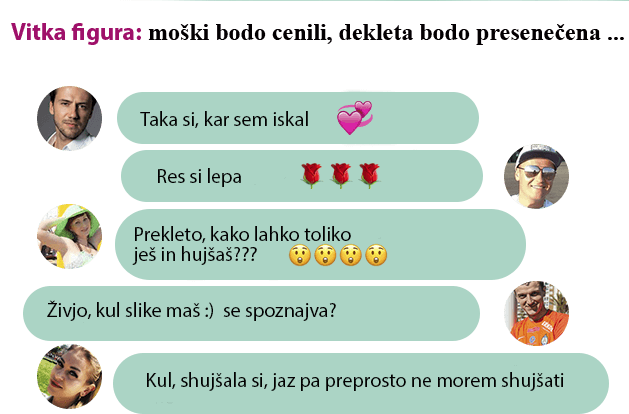 Vitka figura: moški bodo cenili, dekleta bodo presenečena ...
Taka si, kar sem iskal 💞
Res si lepa 🌹🌹🌹
Prekleto, kako lahko toliko
ješ in hujšaš??? 😲😲😲😲
Živjo, kul slike maš :) se spoznajva?
Kul, shujšala si, jaz pa preprosto ne morem shujšati